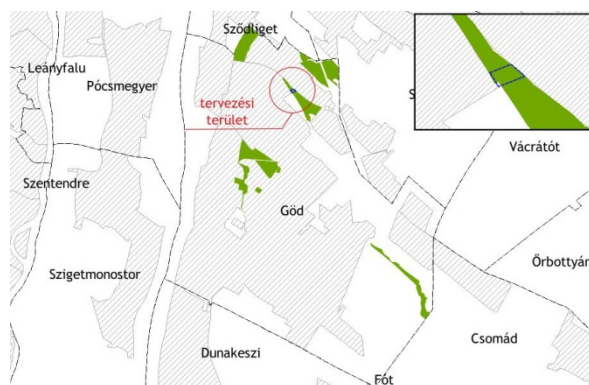 Sződliget
Leányfalu
Pócsmegyer
tervezési
terület
Vácrátót
Szentendre
Göd
Szigetmonostor
Őrbottyán
Csomád
Dunakeszi
Fót